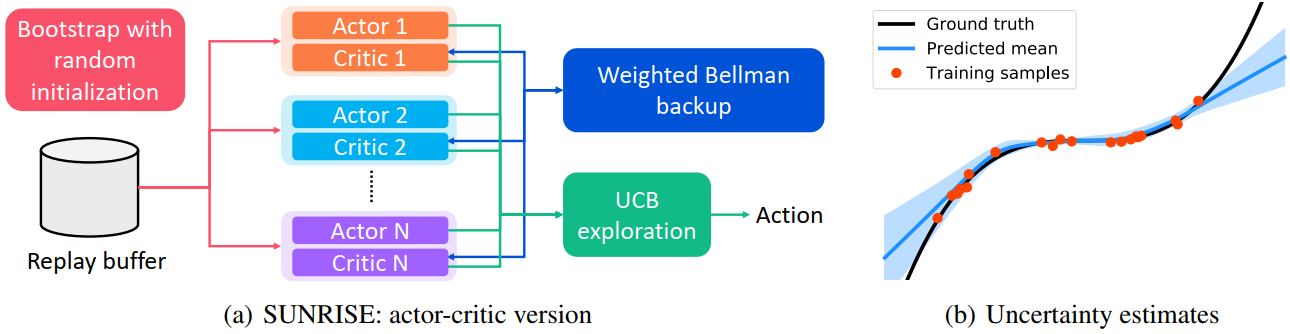 Bootstrap with
random
initialization
Replay buffer
Actor 1
Critic 1
Actor 2
Critic 2
Actor N
Critic N
Weighted Bellman
backup
UCB
exploration
Action
(a) SUNRISE: actor-critic version
Ground truth
Predicted mean
Training samples
(b) Uncertainty estimates